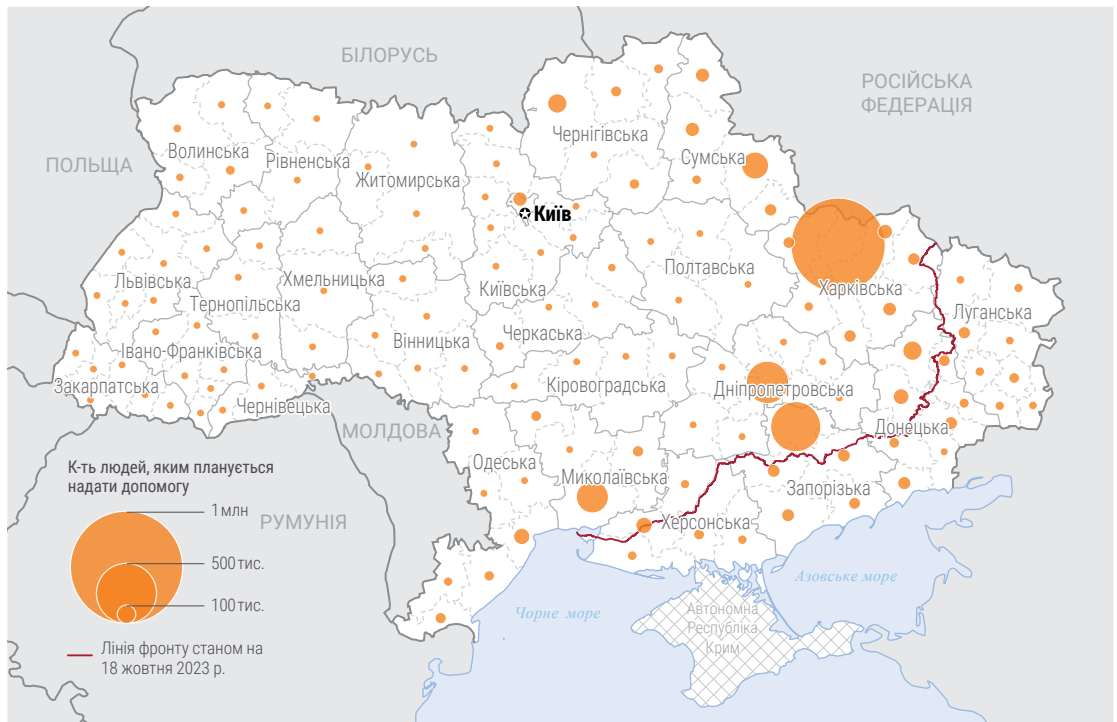 БІЛОРУСЬ
РОСІЙСЬКА
ФЕДЕРАЦІЯ
ПОЛЬЩА
Волинська
Рівненська
Житомирська
Чернігівська
Сумська
Київ
Львівська
Тернопільська
Хмельницька
Київська
Полтавська
Харківська
Луганська
Івано-Франківська
Закарпатська
Чернівецька
Вінницька
Черкаська
Кіровоградська
Дніпропетровська
Донецька
МОЛДОВА
Одеська
Миколаївська
Запорізька
Херсонська
РУМУНІЯ
К-ть людей, яким планується
надати допомогу
1 млн
500 тис.
100 тис.
Лінія фронту станом на
18 жовтня 2023 р.
Чорне море
Азовське море
Автономна
Республіка
Крим